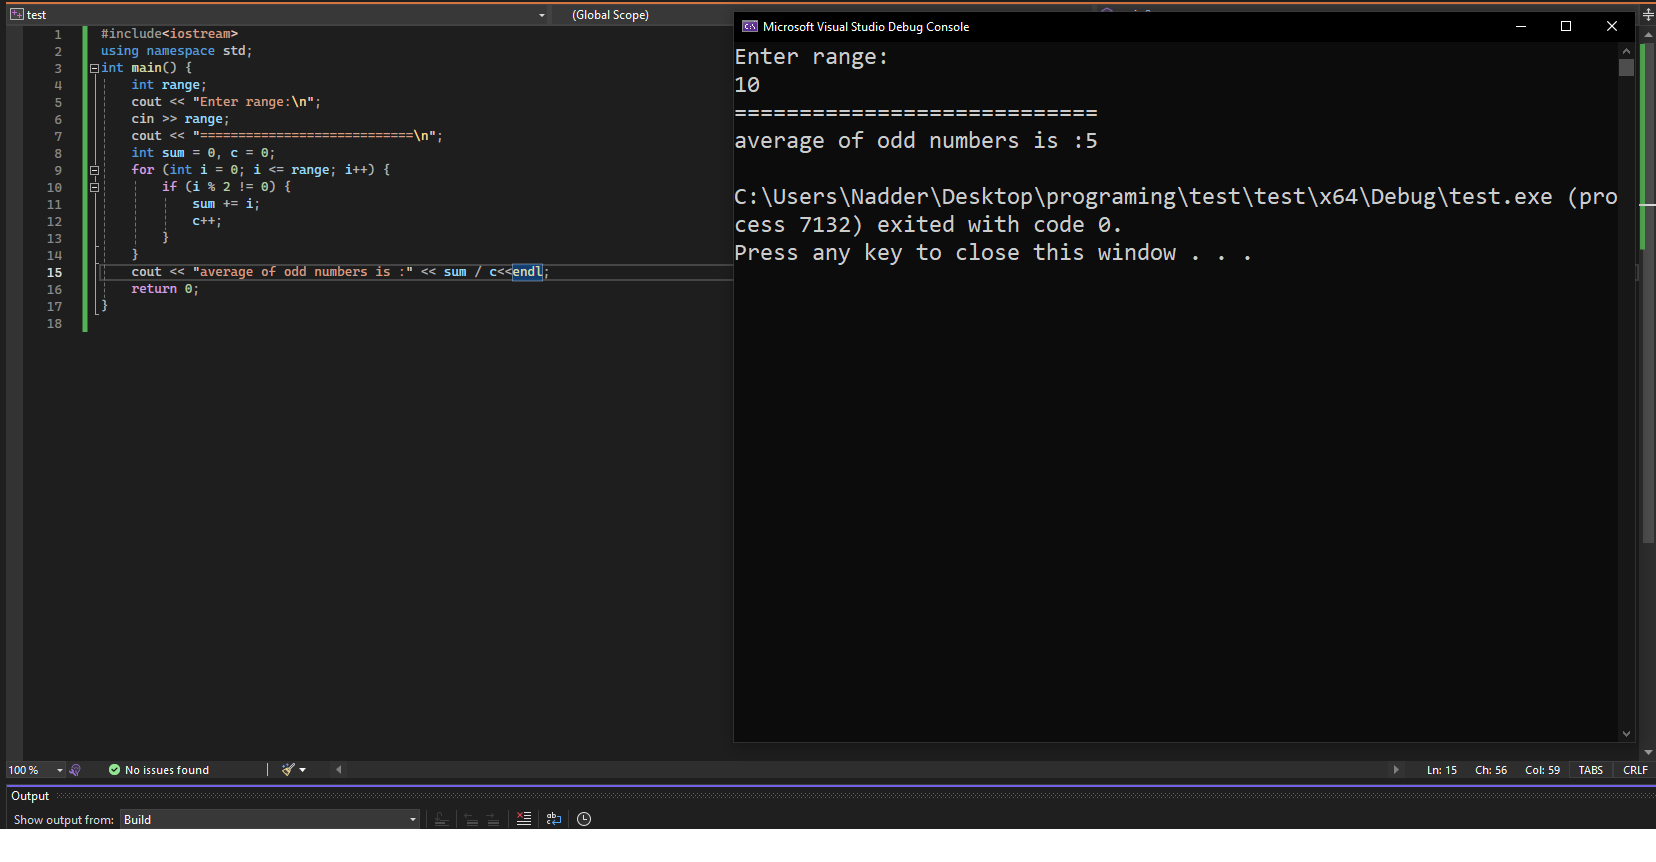 test
(Global Scope)
1 #include<iostream>
2 using namespace std;
3 int main() {
4 int range;
5 cout << "Enter range:\n";
6 cin >> range;
7 cout << "============================\n";
8 int sum = 0, c = 0;
9 for (int i = 0; i <= range; i++) {
10 if (i % 2 != 0) {
11 sum += i;
12 c++;
13 }
14 }
15 cout << "average of odd numbers is :" << sum / c<<endl;
16 return 0;
17 }
18
Microsoft Visual Studio Debug Console
Enter range:
10
============================
average of odd numbers is :5
C:\Users\Nadder\Desktop\programing\test\test\x64\Debug\test.exe (pro
cess 7132) exited with code 0.
Press any key to close this window . . .
100 %
No issues found
Ln: 15 Ch: 56 Col: 59 TABS CRLF
Output
Show output from: Build